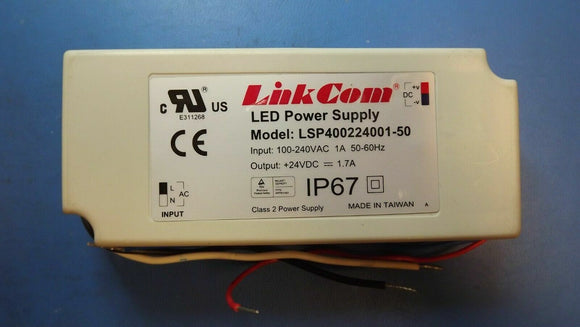 c RU US
®
E311268
CE
LinkCom®
LED Power Supply
Model: LSP400224001-50
Input: 100-240VAC 1A 50-60Hz
Output: +24VDC 1.7A
DC +v
-v
L
N
AC
INPUT
IP67
Class 2 Power Supply
MADE IN TAIWAN A